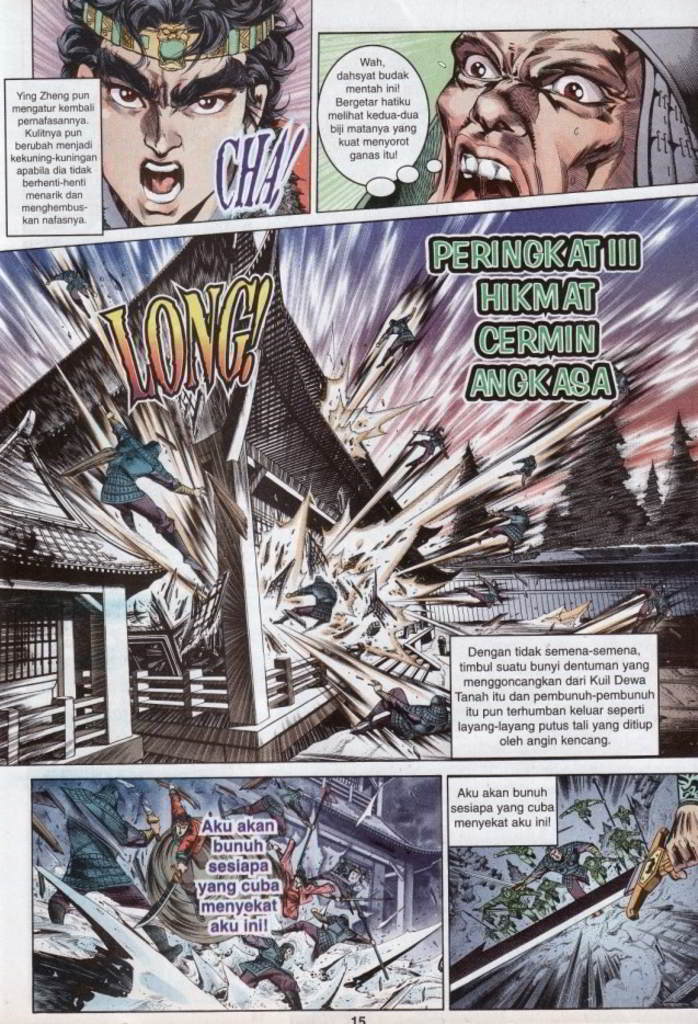 Ying Zheng pun
mengatur kembali
pernafasannya.
Kulitnya pun
berubah menjadi
kekuning-kuningan
apabila dia tidak
berhenti-henti
menarik dan
menghembus-
kan nafasnya.
CHA!
Wah,
dahsyat budak
mentah ini!
Bergetar hatiku
melihat kedua-dua
biji matanya yang
kuat menyorot
ganas itu!
LONG!
PERINGKAT III
HIKMAT
CERMIN
ANGKASA
Dengan tidak semena-semena,
timbul suatu bunyi dentuman yang
menggoncangkan dari Kuil Dewa
Tanah itu dan pembunuh-pembunuh
itu pun terhumban keluar seperti
layang-layang putus tali yang ditiup
oleh angin kencang.
Aku akan
bunuh
sesiapa
yang cuba
menyekat
aku ini!
Aku akan bunuh
sesiapa yang cuba
menyekat aku ini!
15